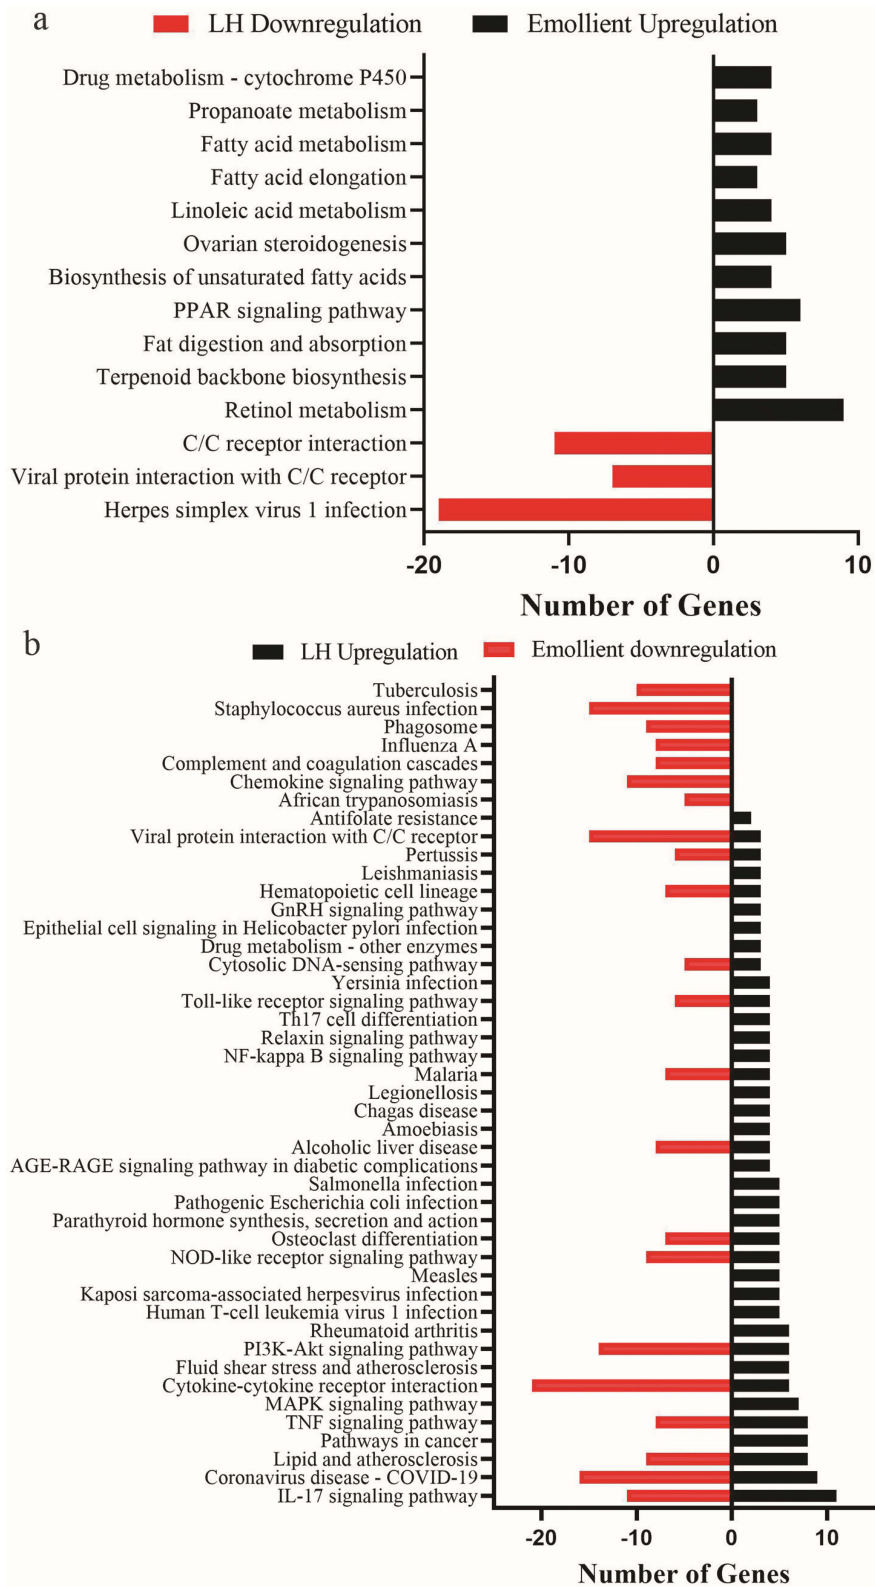 a
LH Downregulation Emollient Upregulation
Drug metabolism - cytochrome P450
Propanoate metabolism
Fatty acid metabolism
Fatty acid elongation
Linoleic acid metabolism
Ovarian steroidogenesis
Biosynthesis of unsaturated fatty acids
PPAR signaling pathway
Fat digestion and absorption
Terpenoid backbone biosynthesis
Retinol metabolism
C/C receptor interaction
Viral protein interaction with C/C receptor
Herpes simplex virus 1 infection
-20 -10 0 10
Number of Genes
b
LH Upregulation Emollient downregulation
Tuberculosis
Staphylococcus aureus infection
Phagosome
Influenza A
Complement and coagulation cascades
Chemokine signaling pathway
African trypanosomiasis
Antifolate resistance
Viral protein interaction with C/C receptor
Pertussis
Leishmaniasis
Hematopoietic cell lineage
GnRH signaling pathway
Epithelial cell signaling in Helicobacter pylori infection
Drug metabolism - other enzymes
Cytosolic DNA-sensing pathway
Yersinia infection
Toll-like receptor signaling pathway
Th17 cell differentiation
Relaxin signaling pathway
NF-kappa B signaling pathway
Malaria
Legionellosis
Chagas disease
Amoebiasis
Alcoholic liver disease
AGE-RAGE signaling pathway in diabetic complications
Salmonella infection
Pathogenic Escherichia coli infection
Parathyroid hormone synthesis, secretion and action
Osteoclast differentiation
NOD-like receptor signaling pathway
Measles
Kaposi sarcoma-associated herpesvirus infection
Human T-cell leukemia virus 1 infection
Rheumatoid arthritis
PI3K-Akt signaling pathway
Fluid shear stress and atherosclerosis
Cytokine-cytokine receptor interaction
MAPK signaling pathway
TNF signaling pathway
Pathways in cancer
Lipid and atherosclerosis
Coronavirus disease - COVID-19
IL-17 signaling pathway
-20 -10 0 10
Number of Genes